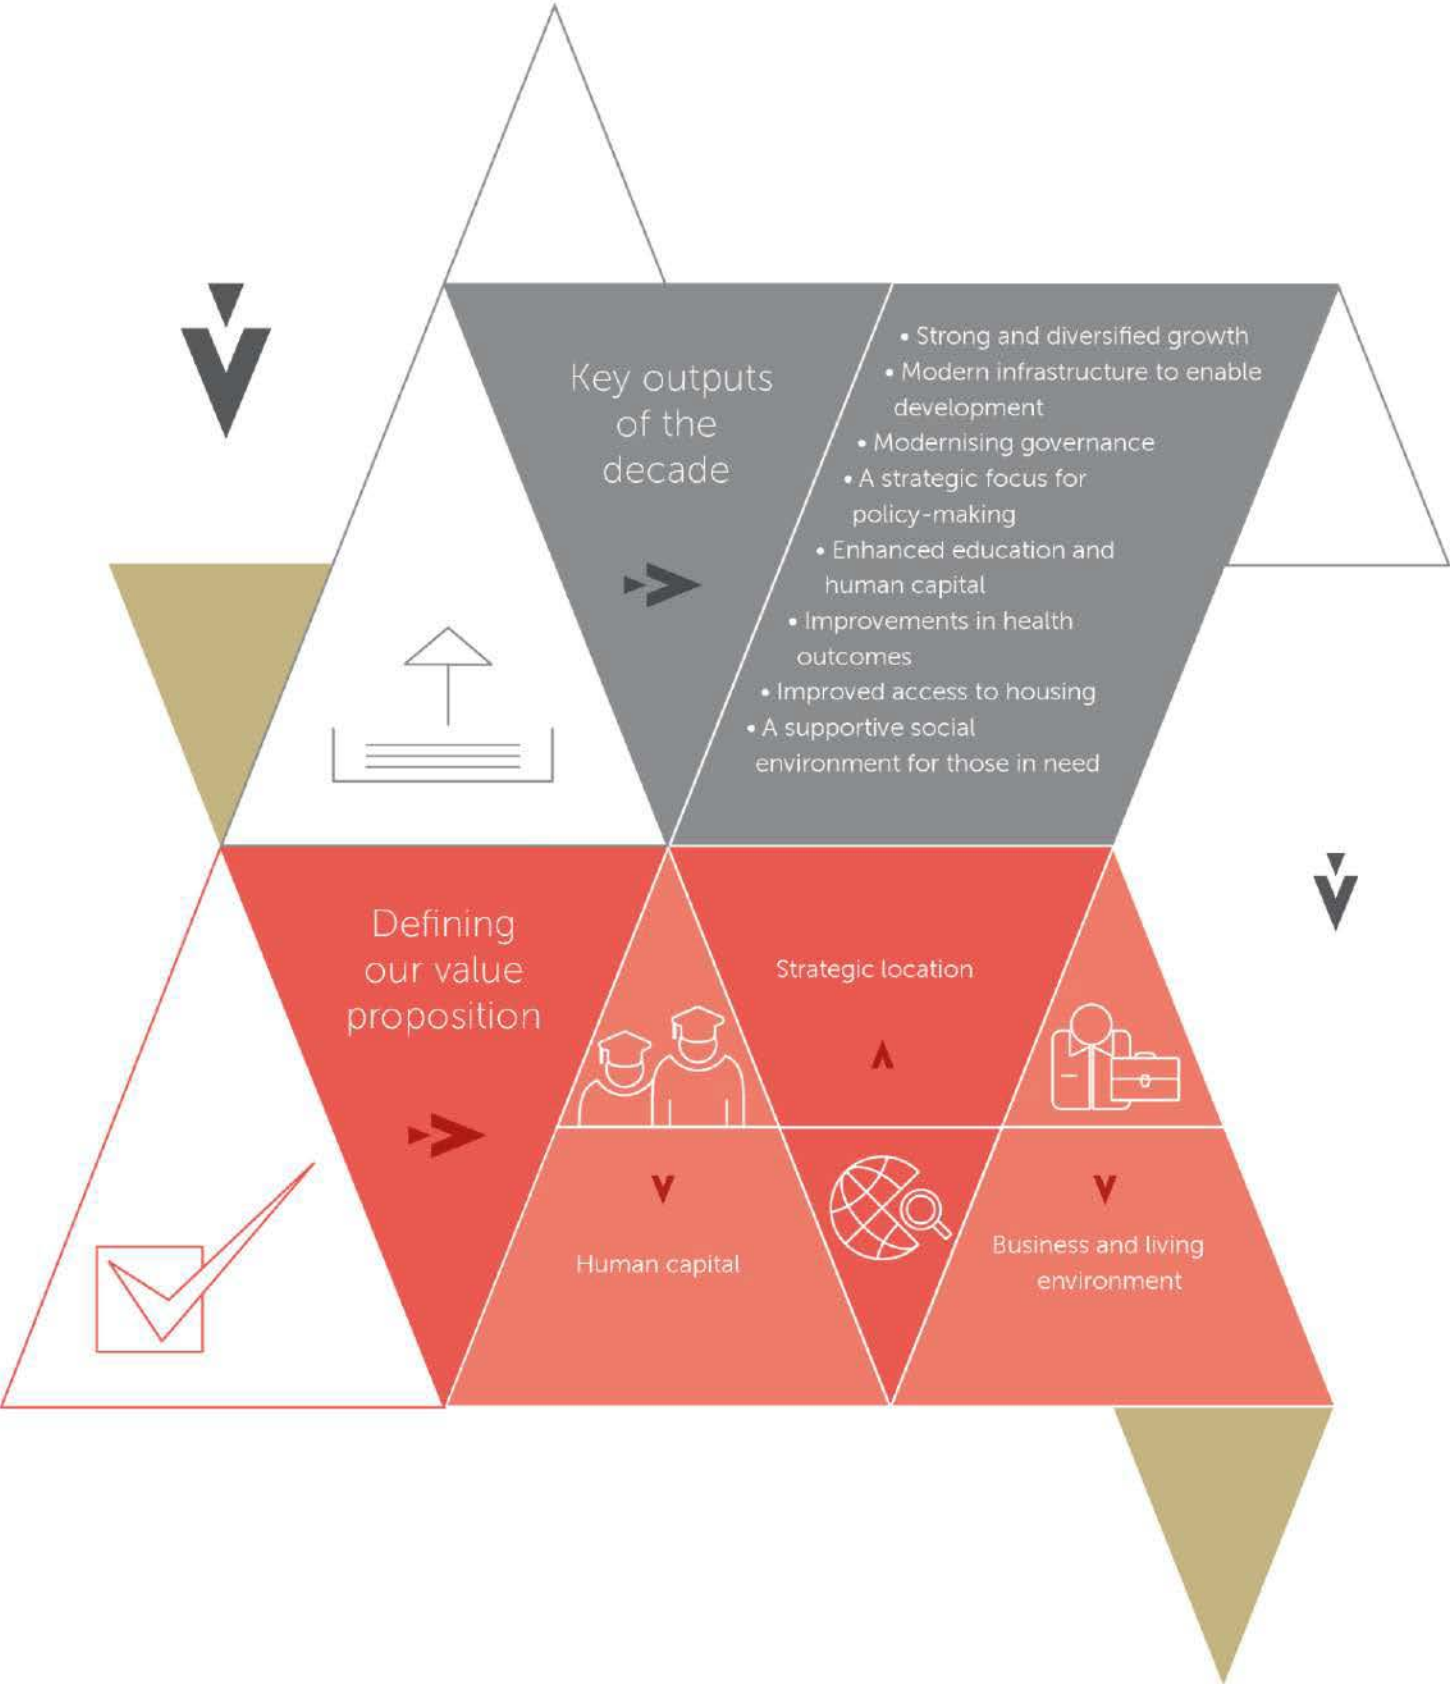 Key outputs
of the
decade
• Strong and diversified growth
• Modern infrastructure to enable
development
• Modernising governance
• A strategic focus for
policy-making
• Enhanced education and
human capital
• Improvements in health
outcomes
• Improved access to housing
• A supportive social
environment for those in need
Defining
our value
proposition
Strategic location
Human capital
Business and living
environment